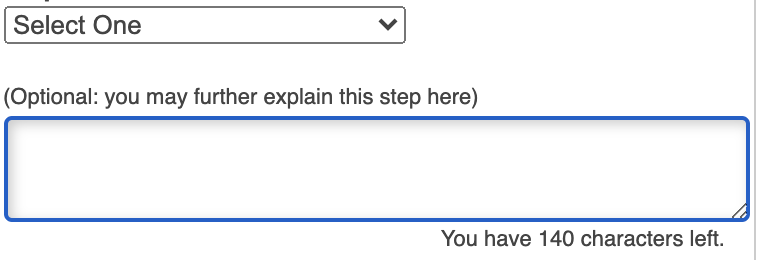 Select One
(Optional: you may further explain this step here)
You have 140 characters left.